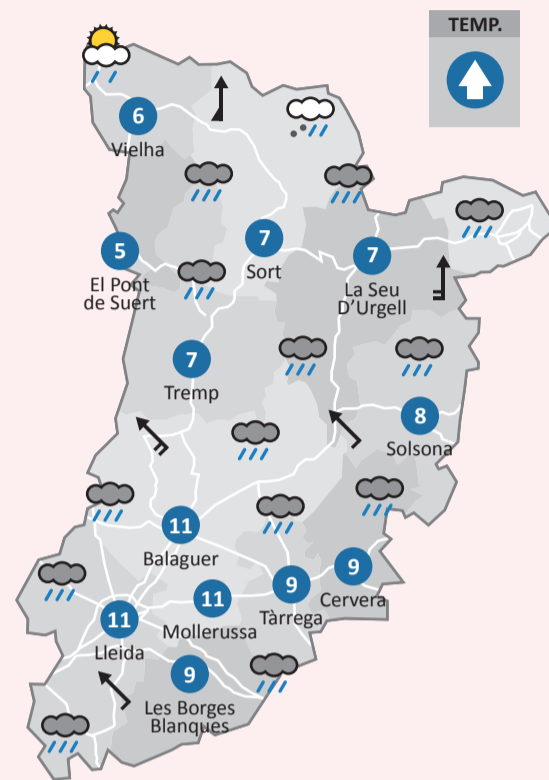 TEMP.
6
Vielha
5
El Pont
de Suert
7
Sort
7
La Seu
D'Urgell
7
Tremp
8
Solsona
11
Balaguer
9
Cervera
9
Tàrrega
11
Mollerussa
11
Lleida
9
Les Borges
Blanques